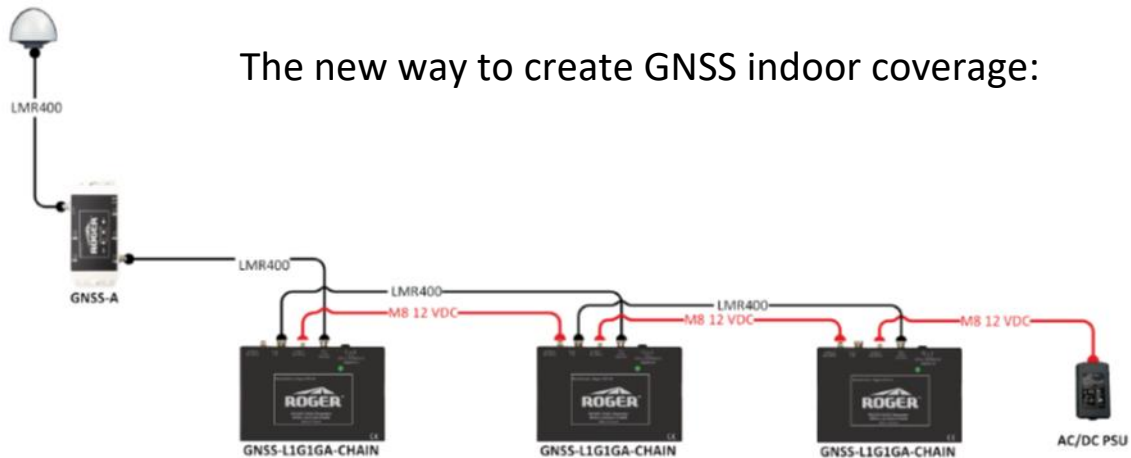 The new way to create GNSS indoor coverage:
LMR400
ROGER
GNSS-A
LMR400
LMR400
M8 12 VDC
LMR400
M8 12 VDC
M8 12 VDC
ROGER
ROGER
ROGER
GNSS-L1G1GA-CHAIN
GNSS-L1G1GA-CHAIN
GNSS-L1G1GA-CHAIN
AC/DC PSU